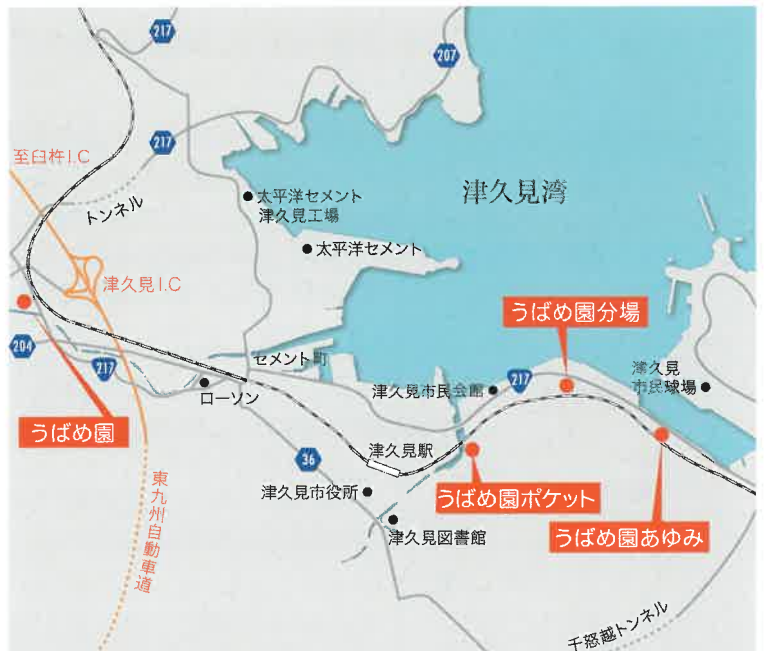 217
207
217
至臼杵I.C
トンネル
太平洋セメント
津久見工場
津久見湾
太平洋セメント
津久見I.C
うばめ園分場
204
217
セメント町
ローソン
津久見市民会館
217
津久見
市民球場
うばめ園
津久見駅
36
うばめ園ポケット
津久見市役所
津久見図書館
うばめ園あゆみ
東九州自動車道
千怒越トンネル